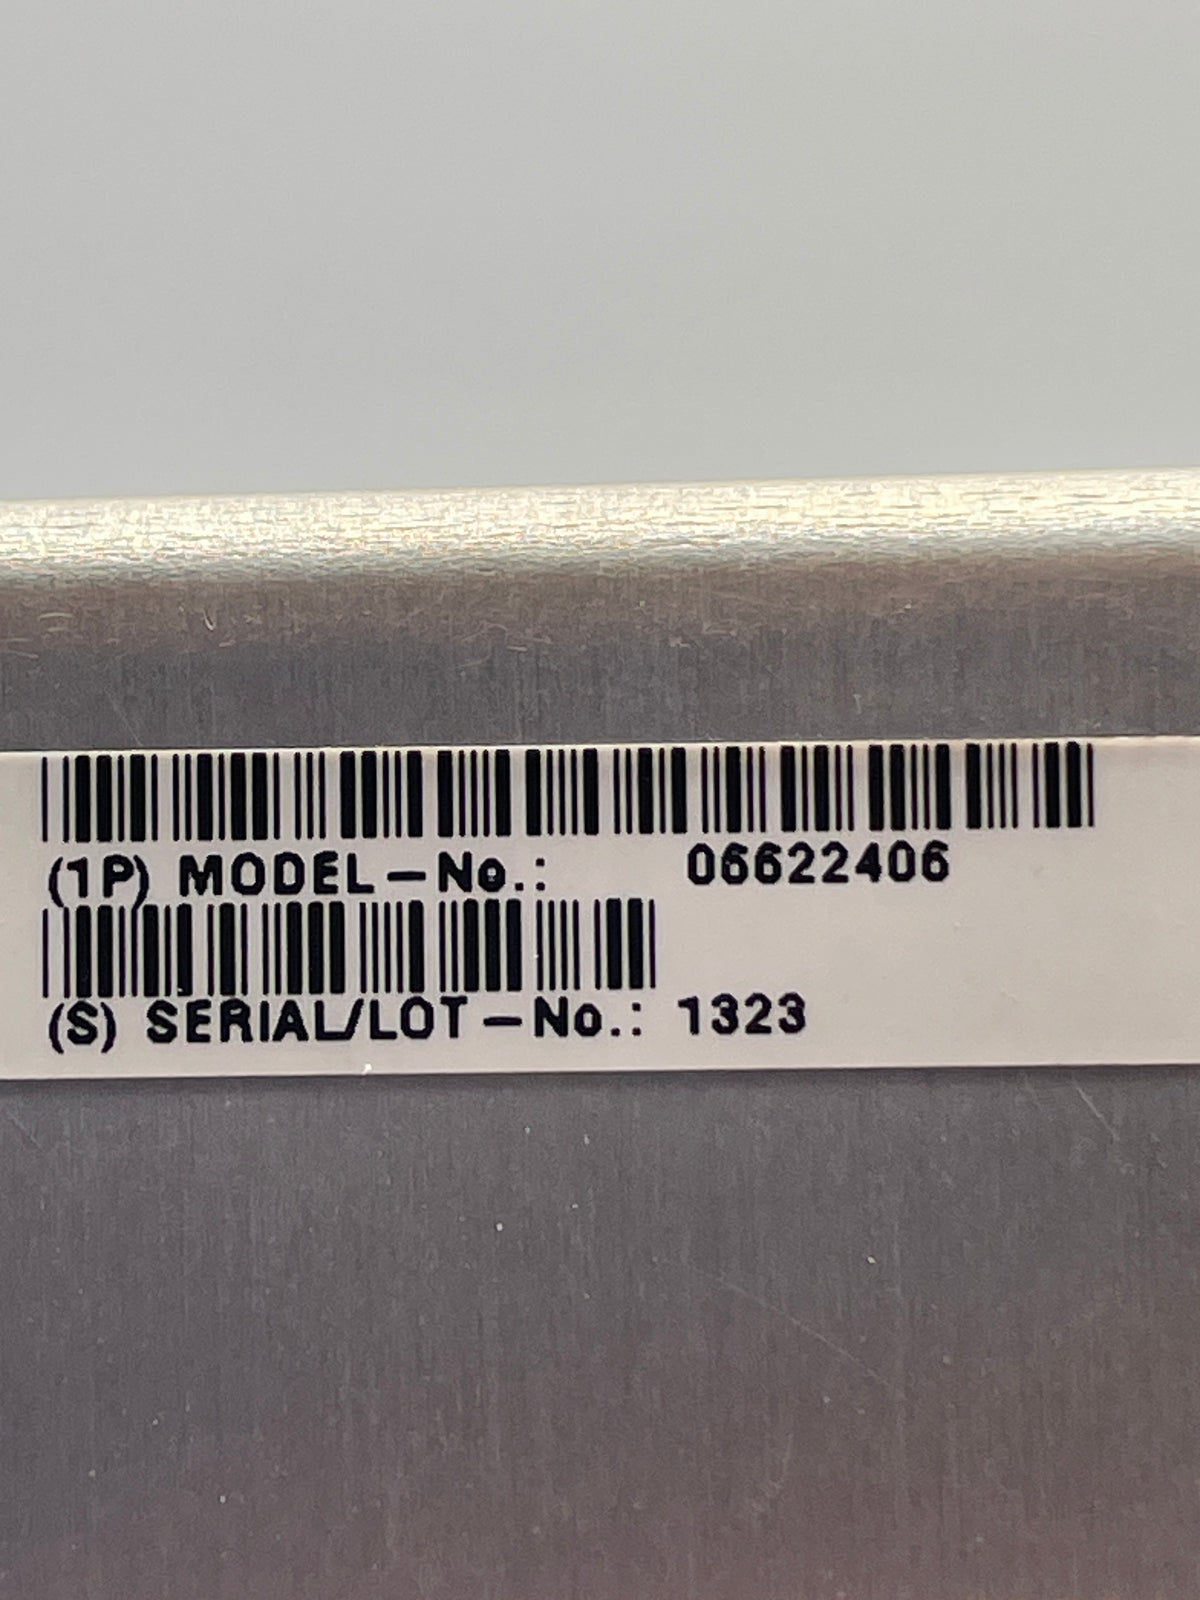 (1P) MODEL-No.: 06622406
(S) SERIAL/LOT-No.: 1323